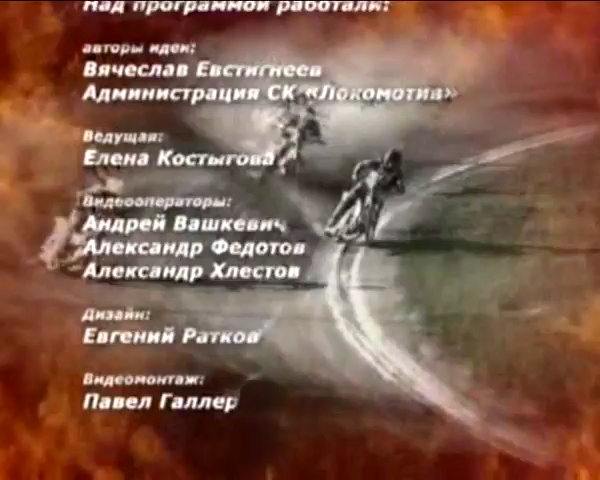 Над программой работали:
авторы идеи:
Вячеслав Евстигнеев
Администрация СК «Локомотив»
Ведущая:
Елена Костыгова
Видеооператоры:
Андрей Вашкевич
Александр Федотов
Александр Хлестов
Дизайн:
Евгений Ратков
Видеомонтаж:
Павел Галлер